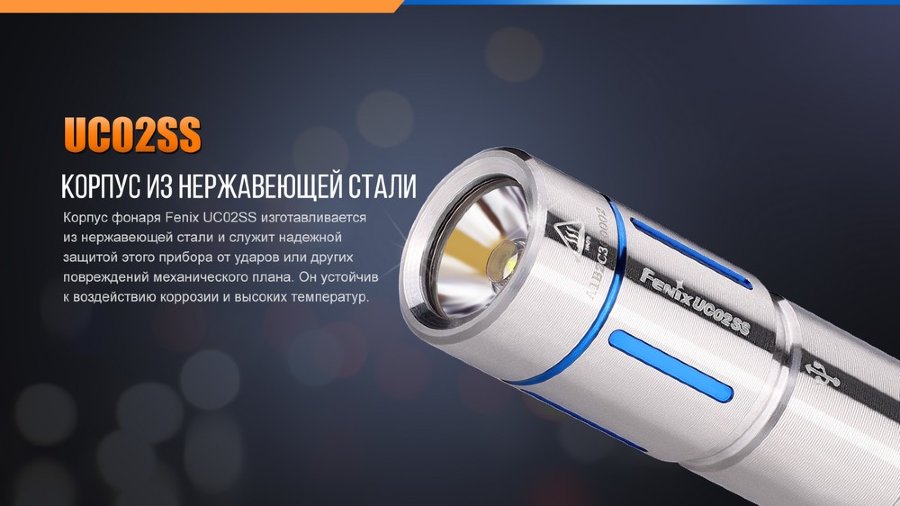 UC02SS
КОРПУС ИЗ НЕРЖАВЕЮЩЕЙ СТАЛИ
Корпус фонаря Fenix UC02SS изготавливается
из нержавеющей стали и служит надежной
защитой этого прибора от ударов или других
повреждений механического плана. Он устойчив
к воздействию коррозии и высоких температур.
FENIX UC02SS